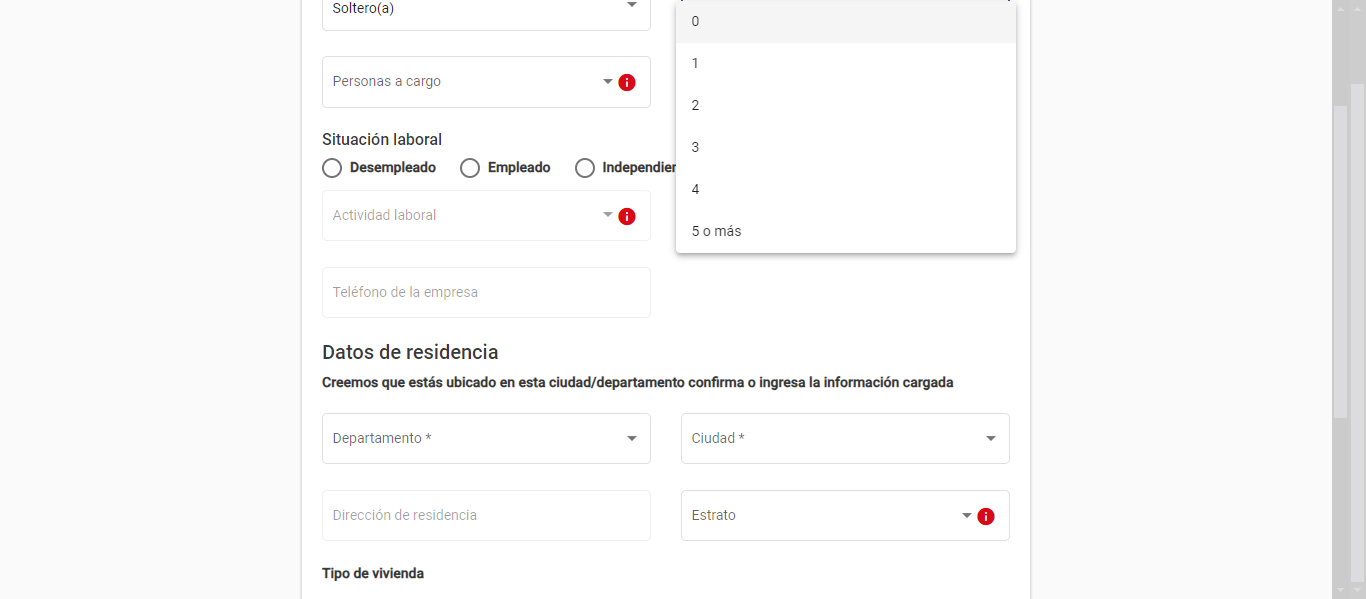 Soltero(a)
0
1
2
3
4
5 o más
Personas a cargo
Situación laboral
Desempleado
Empleado
Independier
Actividad laboral
Teléfono de la empresa
Datos de residencia
Creemos que estás ubicado en esta ciudad/departamento confirma o ingresa la información cargada
Departamento *
Ciudad *
Dirección de residencia
Estrato
Tipo de vivienda